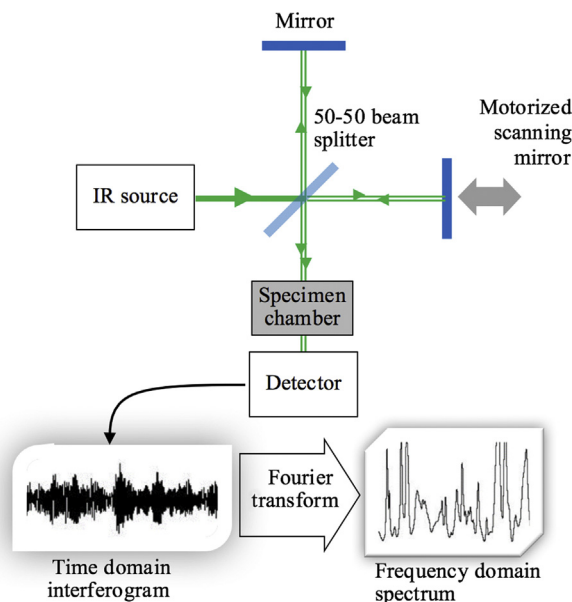 Mirror
50-50 beam
splitter
Motorized
scanning
mirror
IR source
Specimen
chamber
Detector
Fourier
transform
Time domain
interferogram
Frequency domain
spectrum